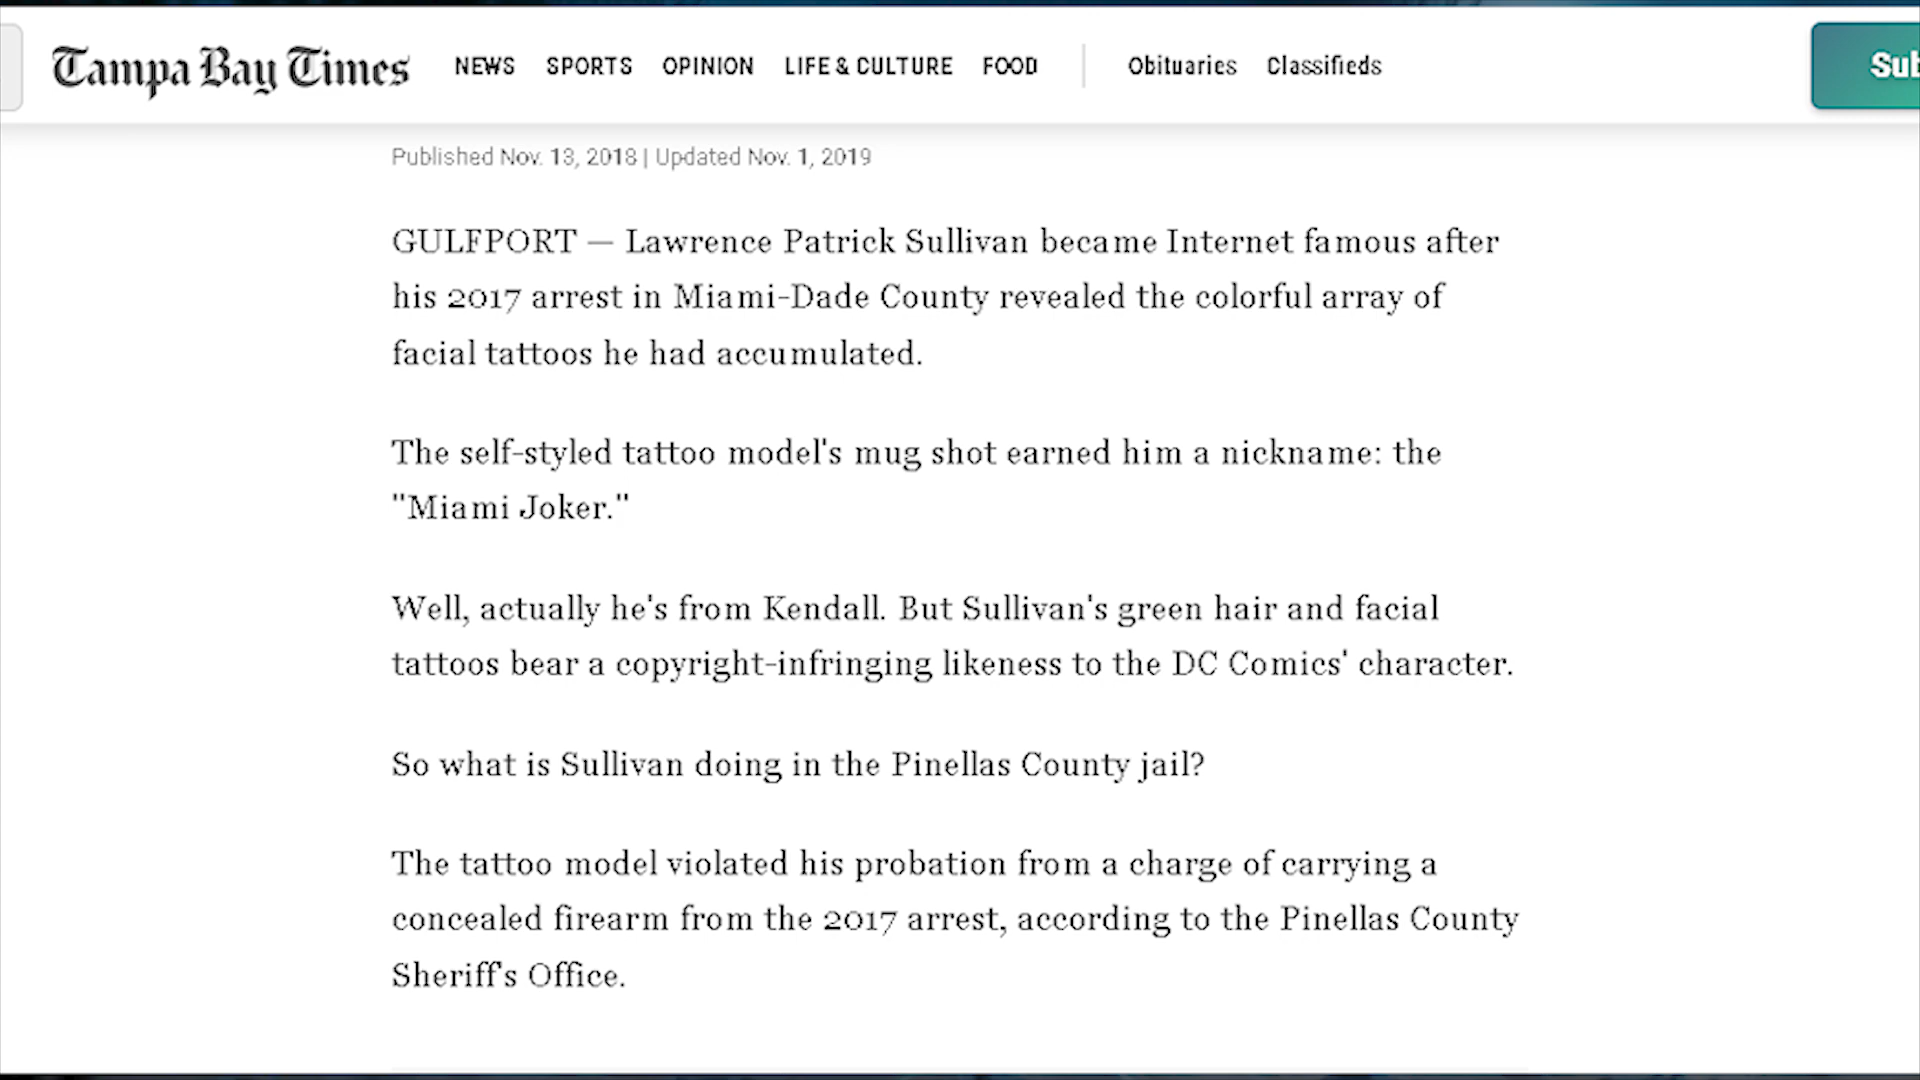 Tampa Bay Times NEWS SPORTS OPINION LIFE & CULTURE FOOD Obituaries Classifieds Sub
Published Nov. 13, 2018 | Updated Nov. 1, 2019
GULFPORT — Lawrence Patrick Sullivan became Internet famous after
his 2017 arrest in Miami-Dade County revealed the colorful array of
facial tattoos he had accumulated.
The self-styled tattoo model's mug shot earned him a nickname: the
"Miami Joker."
Well, actually he's from Kendall. But Sullivan's green hair and facial
tattoos bear a copyright-infringing likeness to the DC Comics' character.
So what is Sullivan doing in the Pinellas County jail?
The tattoo model violated his probation from a charge of carrying a
concealed firearm from the 2017 arrest, according to the Pinellas County
Sheriff's Office.